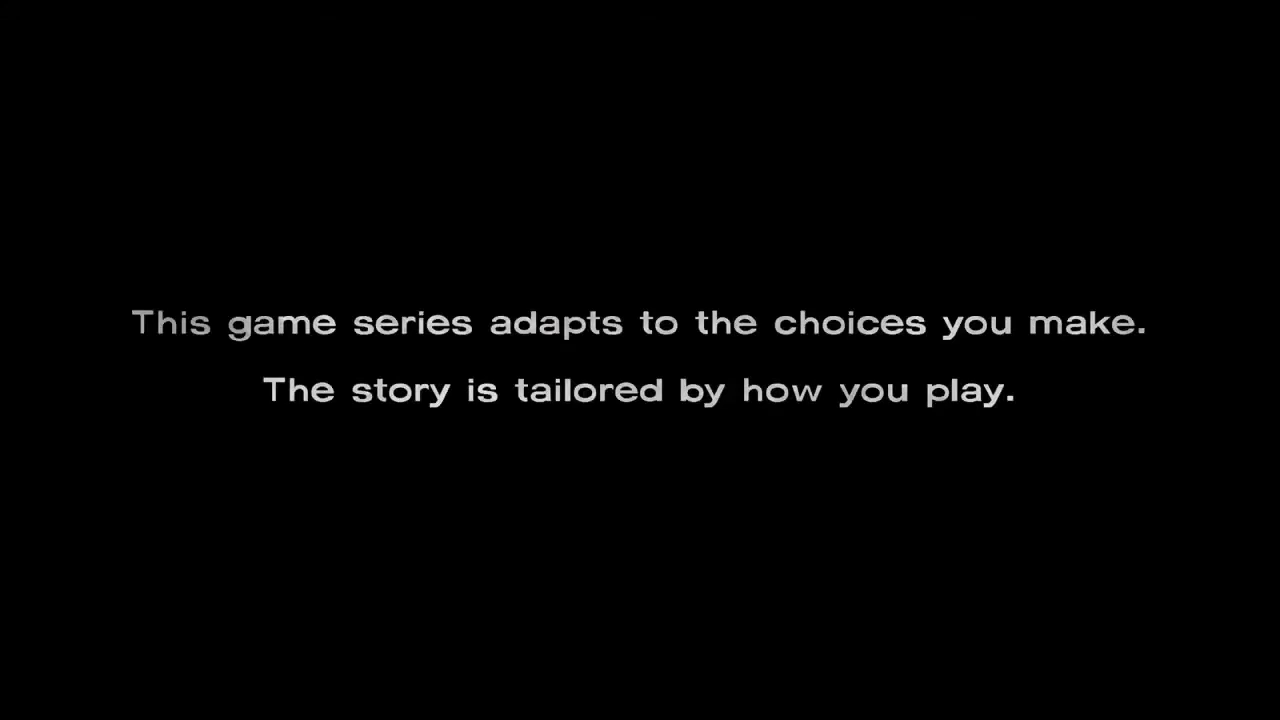 This game series adapts to the choices you make.
The story is tailored by how you play.